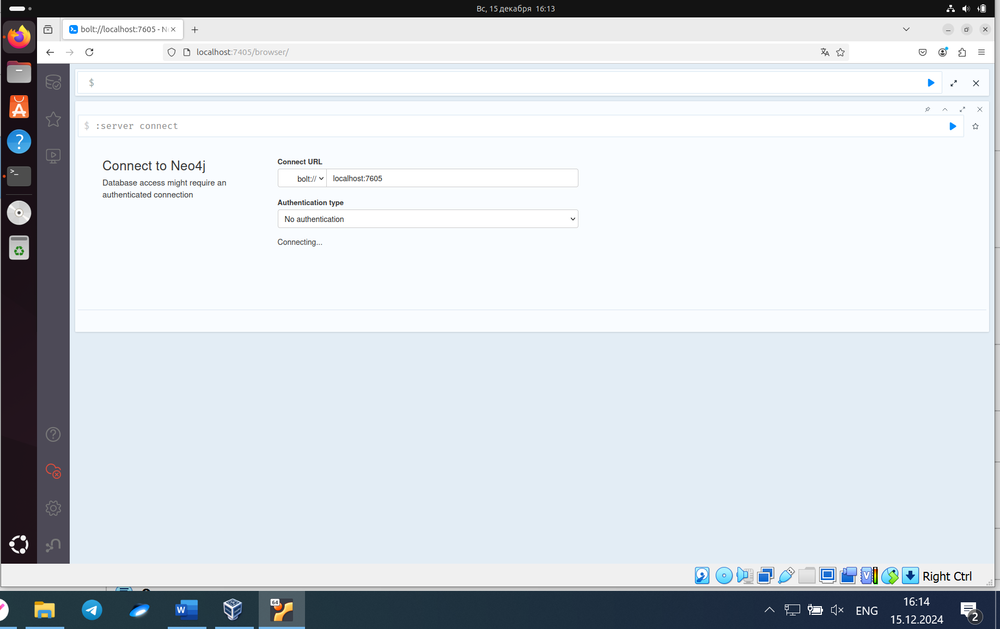 Вс, 15 декабря 16:13
bolt://localhost:7605 - N
localhost:7405/browser/
$
$ :server connect
Connect to Neo4j
Database access might require an
authenticated connection
Connect URL
bolt://
localhost:7605
Authentication type
No authentication
Connecting...
Right Ctrl
64
W
ENG
16:14
15.12.2024
2